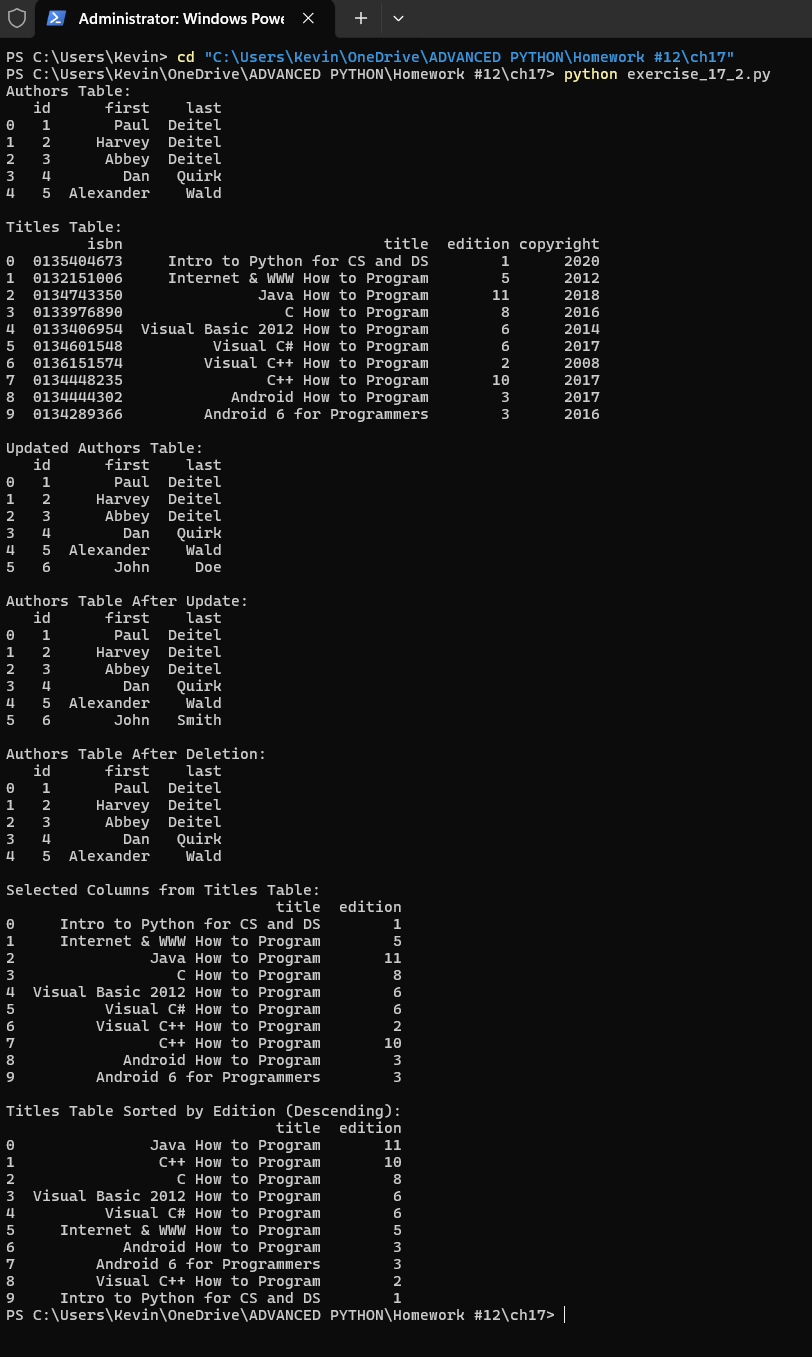 Administrator: Windows Powe
PS C:\Users\Kevin> cd "C:\Users\Kevin\OneDrive\ADVANCED PYTHON\Homework #12\ch17"
PS C:\Users\Kevin\OneDrive\ADVANCED PYTHON\Homework #12\ch17> python exercise_17_2.py
Authors Table:
   id      first    last
0   1       Paul  Deitel
1   2     Harvey  Deitel
2   3      Abbey  Deitel
3   4        Dan   Quirk
4   5  Alexander    Wald

Titles Table:
         isbn                             title  edition copyright
0  0135404673     Intro to Python for CS and DS        1      2020
1  0132151006     Internet & WWW How to Program        5      2012
2  0134743350               Java How to Program       11      2018
3  0133976890                  C How to Program        8      2016
4  0133406954  Visual Basic 2012 How to Program        6      2014
5  0134601548          Visual C# How to Program        6      2017
6  0136151574         Visual C++ How to Program        2      2008
7  0134448235                C++ How to Program       10      2017
8  0134444302            Android How to Program        3      2017
9  0134289366         Android 6 for Programmers        3      2016

Updated Authors Table:
   id      first    last
0   1       Paul  Deitel
1   2     Harvey  Deitel
2   3      Abbey  Deitel
3   4        Dan   Quirk
4   5  Alexander    Wald
5   6       John     Doe

Authors Table After Update:
   id      first    last
0   1       Paul  Deitel
1   2     Harvey  Deitel
2   3      Abbey  Deitel
3   4        Dan   Quirk
4   5  Alexander    Wald
5   6       John   Smith

Authors Table After Deletion:
   id      first    last
0   1       Paul  Deitel
1   2     Harvey  Deitel
2   3      Abbey  Deitel
3   4        Dan   Quirk
4   5  Alexander    Wald

Selected Columns from Titles Table:
                              title  edition
0     Intro to Python for CS and DS        1
1     Internet & WWW How to Program        5
2               Java How to Program       11
3                  C How to Program        8
4  Visual Basic 2012 How to Program        6
5          Visual C# How to Program        6
6         Visual C++ How to Program        2
7                C++ How to Program       10
8            Android How to Program        3
9         Android 6 for Programmers        3

Titles Table Sorted by Edition (Descending):
                              title  edition
0               Java How to Program       11
1                C++ How to Program       10
2                  C How to Program        8
3  Visual Basic 2012 How to Program        6
4          Visual C# How to Program        6
5     Internet & WWW How to Program        5
6            Android How to Program        3
7         Android 6 for Programmers        3
8         Visual C++ How to Program        2
9     Intro to Python for CS and DS        1
PS C:\Users\Kevin\OneDrive\ADVANCED PYTHON\Homework #12\ch17>